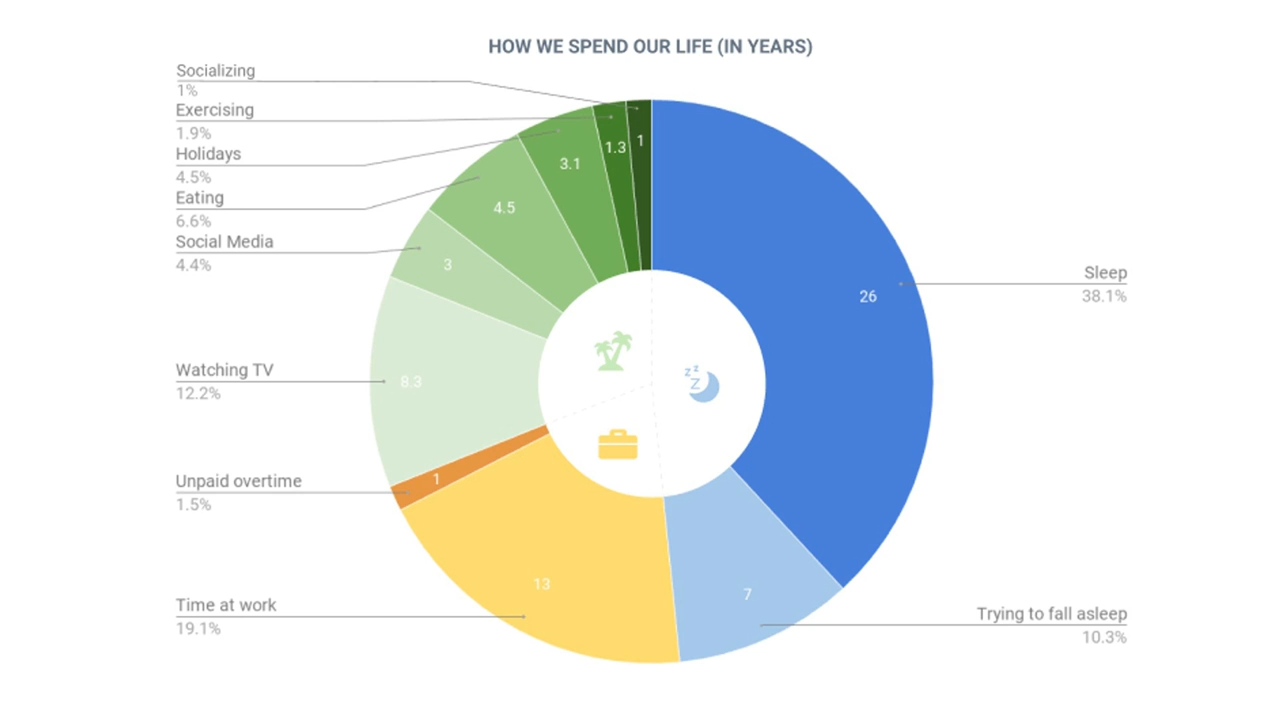 HOW WE SPEND OUR LIFE (IN YEARS)
Socializing
1%
Exercising
1.9%
Holidays
4.5%
Eating
6.6%
Social Media
4.4%
Watching TV
12.2%
Unpaid overtime
1.5%
Time at work
19.1%
Sleep
38.1%
Trying to fall asleep
10.3%
1
1.3
3.1
4.5
3
8.3
1
13
7
26
z z
Z